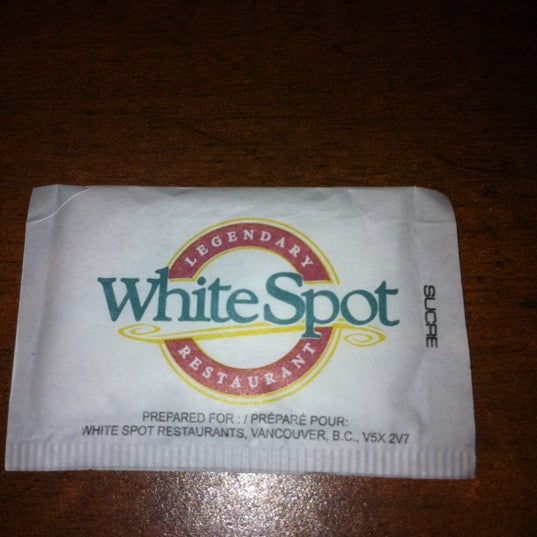 LEGENDARY
White Spot
RESTAURANT
SUCRE
PREPARED FOR : / PRÉPARÉ POUR:
WHITE SPOT RESTAURANTS, VANCOUVER, B.C., V5X 2V7